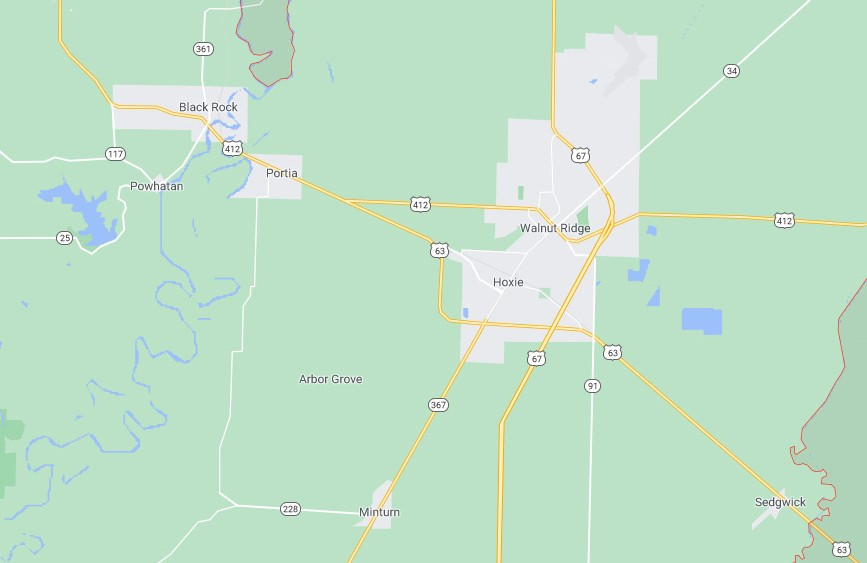 361
34
Black Rock
412
117
67
Portia
Powhatan
412
412
Walnut Ridge
25
63
Hoxie
67
63
Arbor Grove
91
367
Sedgwick
228
Minturn
63